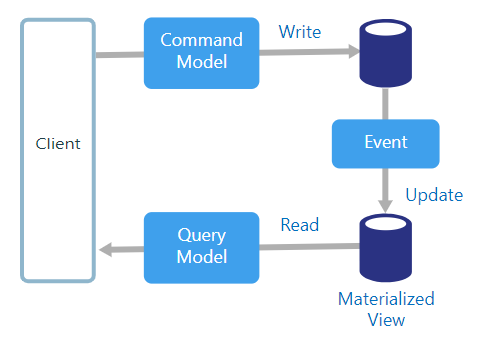 Command
Model
Write
Client
Event
Update
Query
Model
Read
Materialized
View